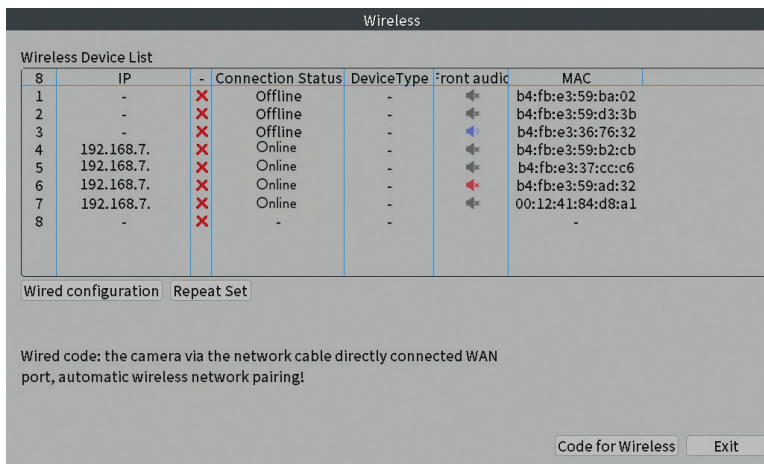 Wireless
Wireless Device List
8 IP - Connection Status DeviceType Front audio MAC
1 - Offline - b4:fb:e3:59:ba:02
2 - Offline - b4:fb:e3:59:d3:3b
3 - Offline - b4:fb:e3:36:76:32
4 192.168.7. Online - b4:fb:e3:59:b2:cb
5 192.168.7. Online - b4:fb:e3:37:cc:c6
6 192.168.7. Online - b4:fb:e3:59:ad:32
7 192.168.7. Online - 00:12:41:84:d8:a1
8 - - - -
Wired configuration Repeat Set
Wired code: the camera via the network cable directly connected WAN
port, automatic wireless network pairing!
Code for Wireless Exit